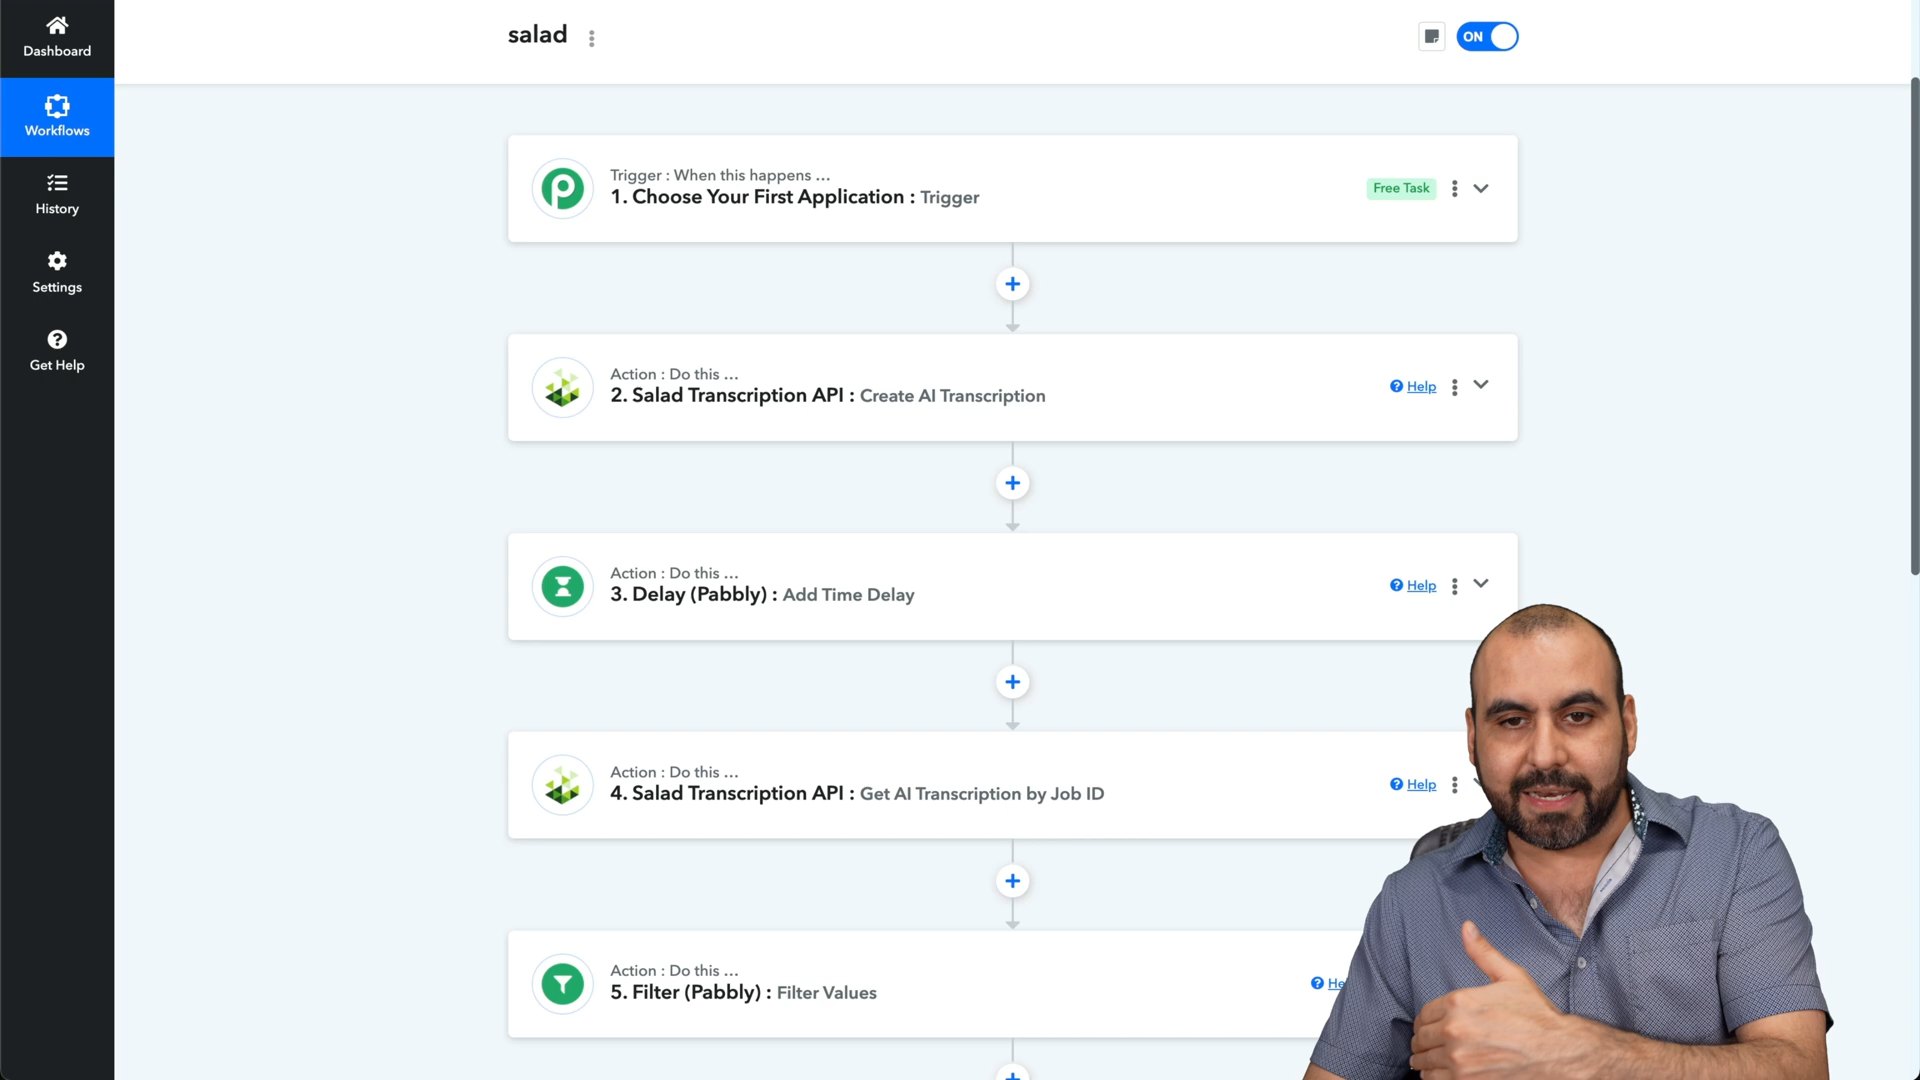 Dashboard
Workflows
History
Settings
Get Help
salad
ON
Trigger : When this happens ...
1. Choose Your First Application : Trigger
Free Task
Action : Do this ...
2. Salad Transcription API : Create AI Transcription
Help
Action : Do this ...
3. Delay (Pabbly) : Add Time Delay
Help
Action : Do this ...
4. Salad Transcription API : Get AI Transcription by Job ID
Help
Action : Do this ...
5. Filter (Pabbly) : Filter Values
He